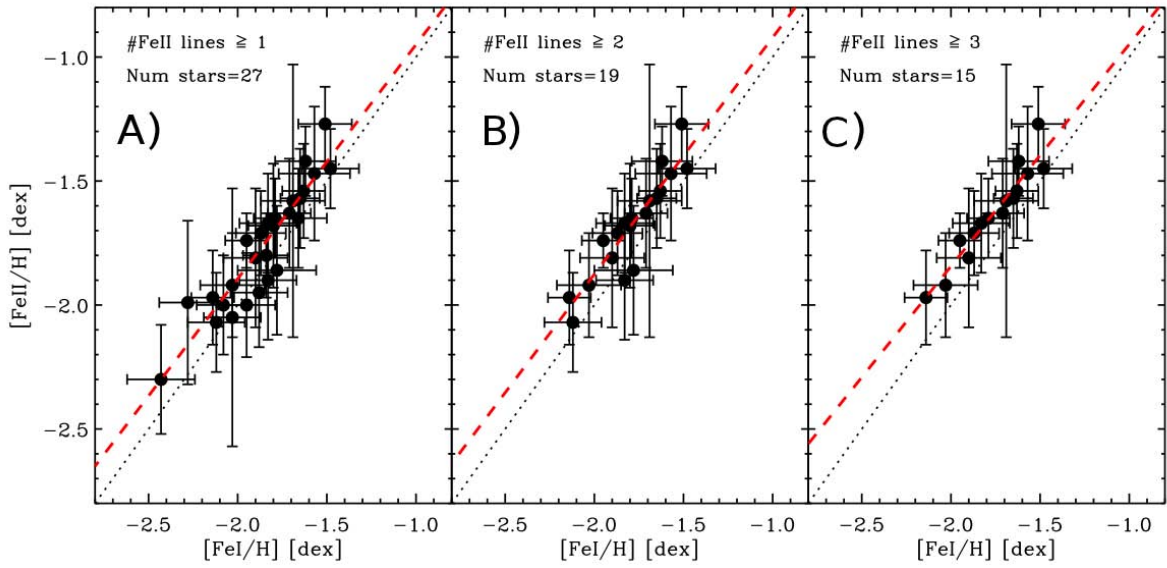 #FeII lines ≧ 1
Num stars=27
A)
#FeII lines ≧ 2
Num stars=19
B)
#FeII lines ≧ 3
Num stars=15
C)
[FeII/H] [dex]
−1.0
−1.5
−2.0
−2.5
−2.5 −2.0 −1.5 −1.0
−2.5 −2.0 −1.5 −1.0
−2.5 −2.0 −1.5 −1.0
[FeI/H] [dex]
[FeI/H] [dex]
[FeI/H] [dex]